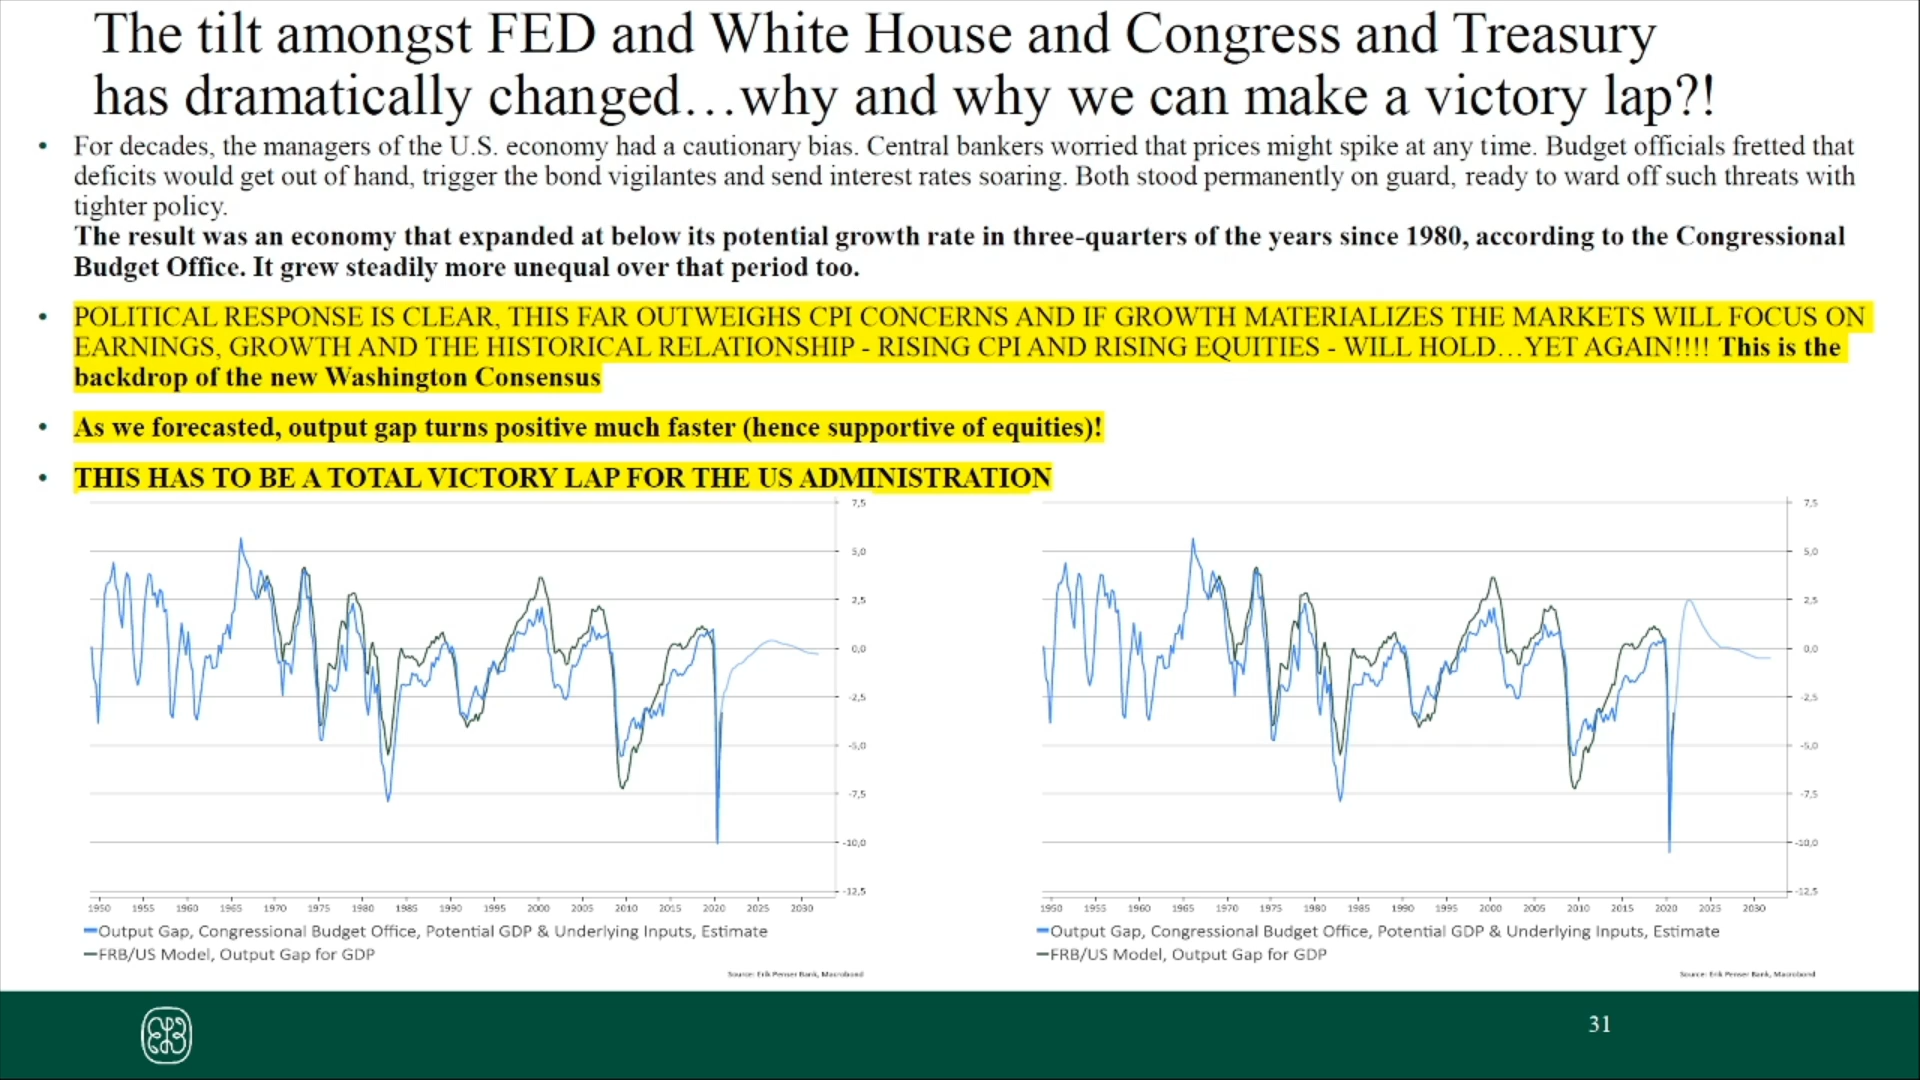 The tilt amongst FED and White House and Congress and Treasury
has dramatically changed…why and why we can make a victory lap?!
• For decades, the managers of the U.S. economy had a cautionary bias. Central bankers worried that prices might spike at any time. Budget officials fretted that
deficits would get out of hand, trigger the bond vigilantes and send interest rates soaring. Both stood permanently on guard, ready to ward off such threats with
tighter policy.
The result was an economy that expanded at below its potential growth rate in three-quarters of the years since 1980, according to the Congressional
Budget Office. It grew steadily more unequal over that period too.
• POLITICAL RESPONSE IS CLEAR, THIS FAR OUTWEIGHS CPI CONCERNS AND IF GROWTH MATERIALIZES THE MARKETS WILL FOCUS ON
EARNINGS, GROWTH AND THE HISTORICAL RELATIONSHIP - RISING CPI AND RISING EQUITIES - WILL HOLD…YET AGAIN!!!! This is the
backdrop of the new Washington Consensus
• As we forecasted, output gap turns positive much faster (hence supportive of equities)!
• THIS HAS TO BE A TOTAL VICTORY LAP FOR THE US ADMINISTRATION
7,5
5,0
2,5
0,0
-2,5
-5,0
-7,5
-10,0
-12,5
1950 1955 1960 1965 1970 1975 1980 1985 1990 1995 2000 2005 2010 2015 2020 2025 2030
Output Gap, Congressional Budget Office, Potential GDP & Underlying Inputs, Estimate
FRB/US Model, Output Gap for GDP
Source: Erik Penser Bank, Macrobond
7,5
5,0
2,5
0,0
-2,5
-5,0
-7,5
-10,0
-12,5
1950 1955 1960 1965 1970 1975 1980 1985 1990 1995 2000 2005 2010 2015 2020 2025 2030
Output Gap, Congressional Budget Office, Potential GDP & Underlying Inputs, Estimate
FRB/US Model, Output Gap for GDP
Source: Erik Penser Bank, Macrobond
31